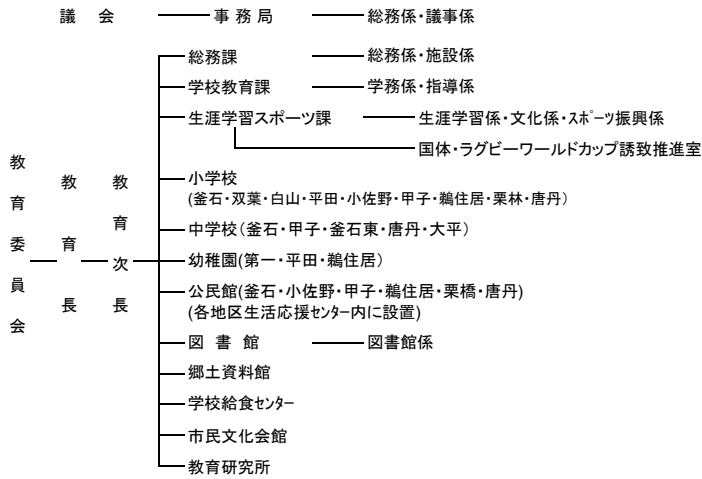 議 会 事 務 局 総務係・議事係
総務課 総務係・施設係
学校教育課 学務係・指導係
生涯学習スポーツ課 生涯学習係・文化係・ｽﾎﾟｰﾂ振興係
国体・ラグビーワールドカップ誘致推進室
教育委員会
教育長
教育次長
小学校
(釜石・双葉・白山・平田・小佐野・甲子・鵜住居・栗林・唐丹）
中学校（釜石・甲子・釜石東・唐丹・大平）
幼稚園(第一・平田・鵜住居）
公民館(釜石・小佐野・甲子・鵜住居・栗橋・唐丹)
(各地区生活応援ｾﾝﾀｰ内に設置)
図 書 館 図書館係
郷土資料館
学校給食ｾﾝﾀｰ
市民文化会館
教育研究所